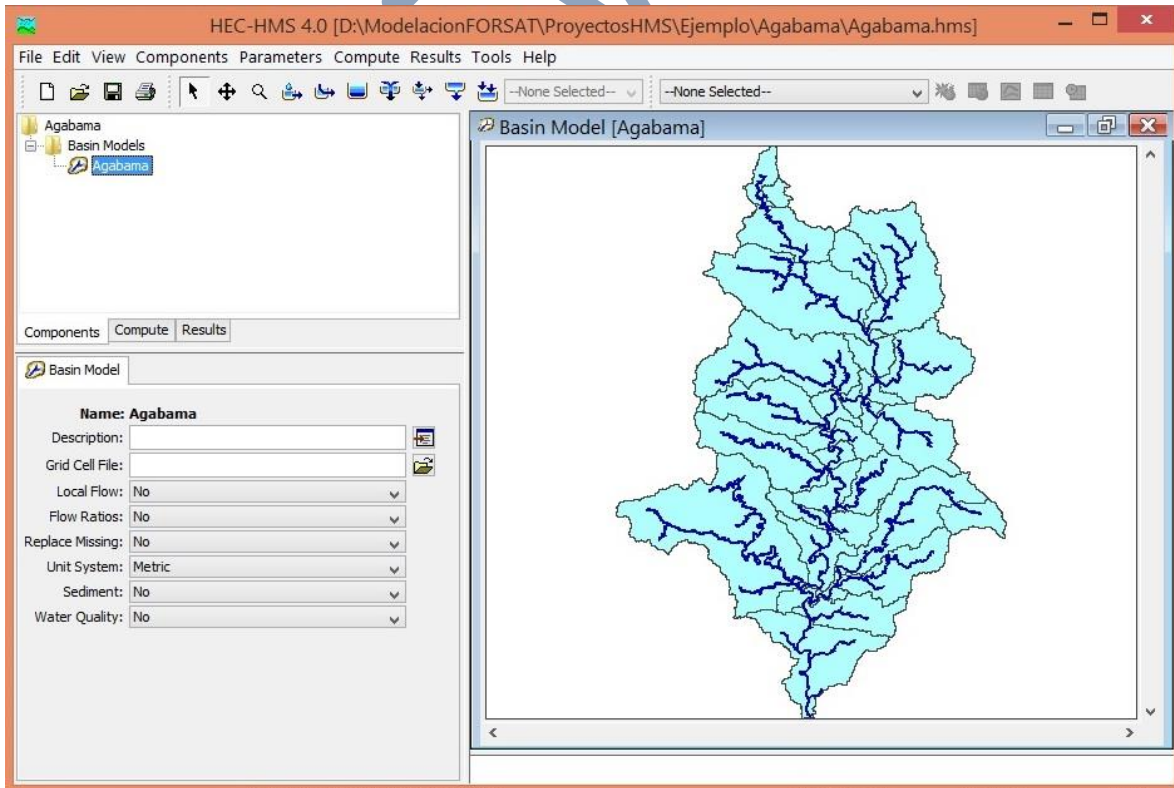 HEC-HMS 4.0 [D:\ModelacionFORSAT\ProyectosHMS\Ejemplo\Agabama\Agabama.hms]
File Edit View Components Parameters Compute Results Tools Help
--None Selected-- --None Selected--
Agabama
Basin Models
Agabama
Components Compute Results
Basin Model
Name: Agabama
Description:
Grid Cell File:
Local Flow: No
Flow Ratios: No
Replace Missing: No
Unit System: Metric
Sediment: No
Water Quality: No
Basin Model [Agabama]